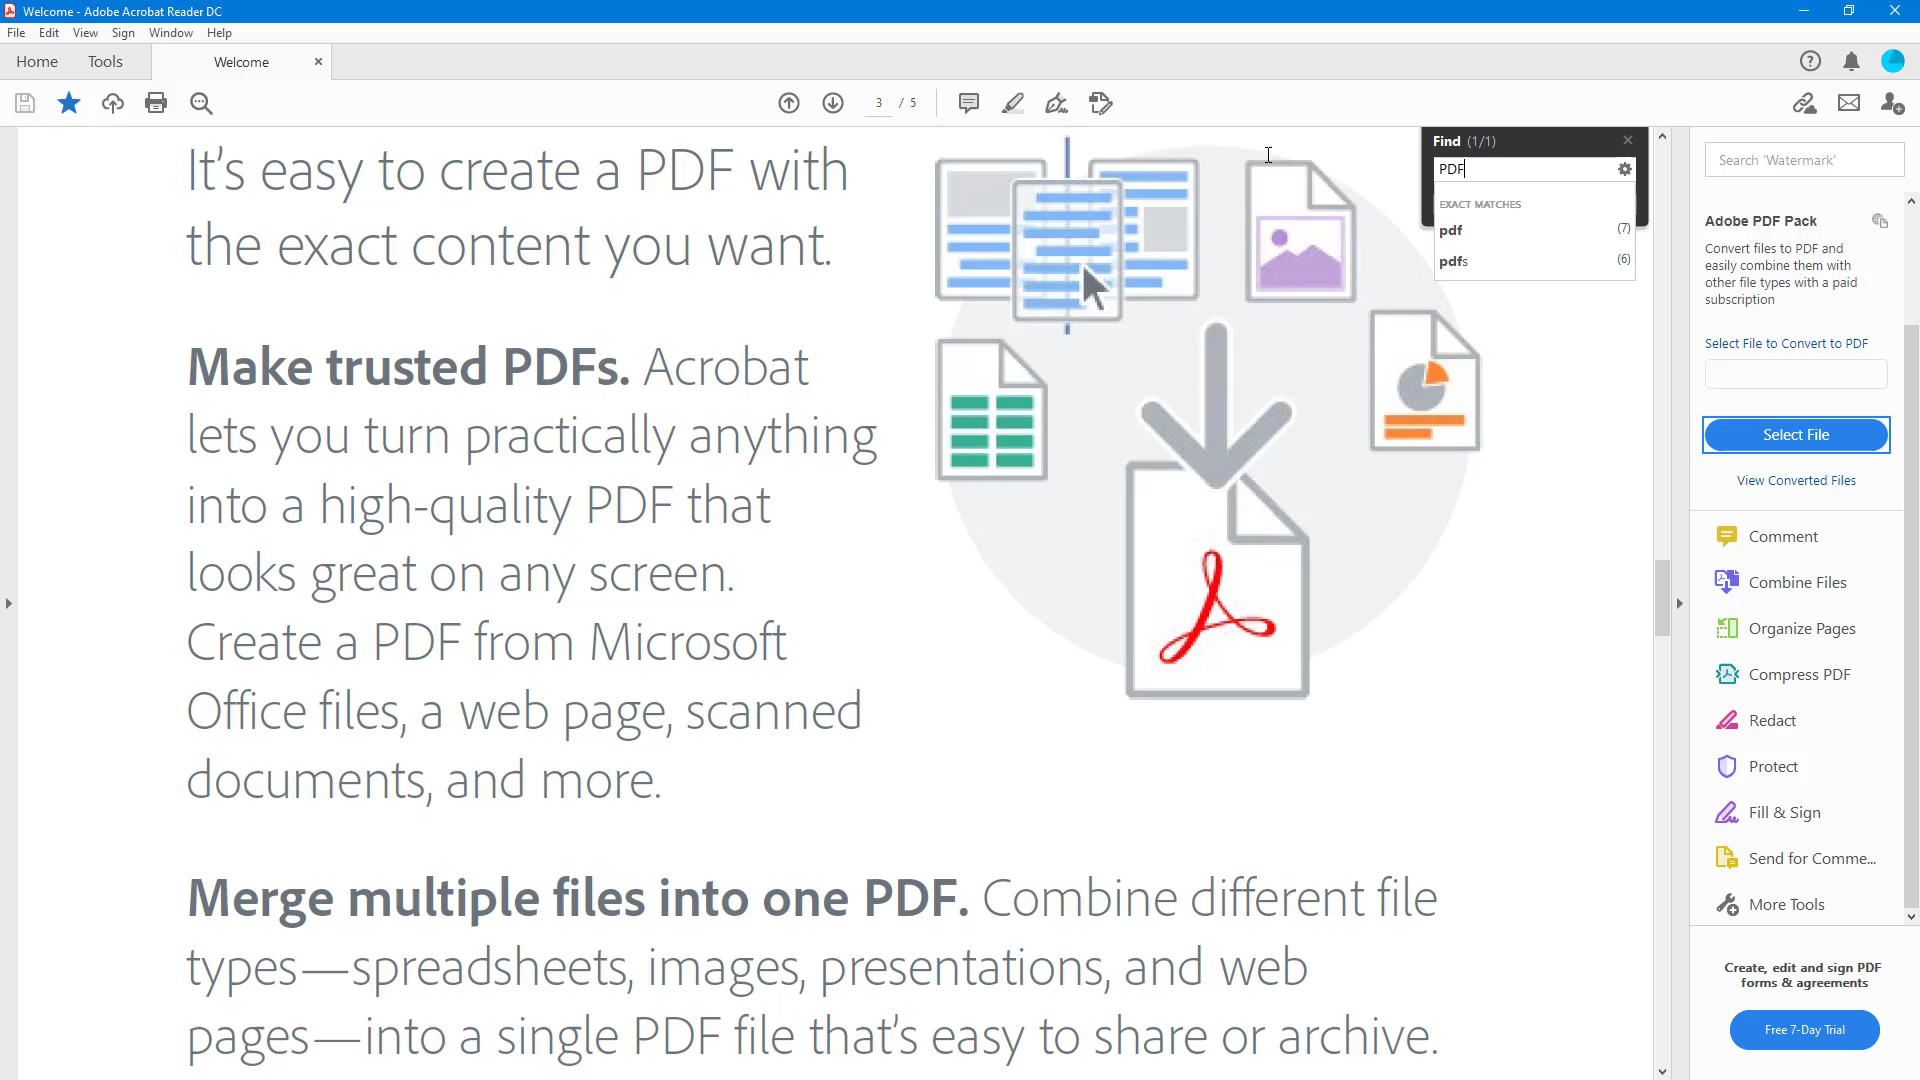 Welcome - Adobe Acrobat Reader DC
File Edit View Sign Window Help
Home Tools Welcome
3 / 5
It's easy to create a PDF with
the exact content you want.
Make trusted PDFs. Acrobat
lets you turn practically anything
into a high-quality PDF that
looks great on any screen.
Create a PDF from Microsoft
Office files, a web page, scanned
documents, and more.
Merge multiple files into one PDF. Combine different file
types—spreadsheets, images, presentations, and web
pages—into a single PDF file that's easy to share or archive.
Find (1/1)
PDF
EXACT MATCHES
pdf (7)
pdfs (6)
Search 'Watermark'
Adobe PDF Pack
Convert files to PDF and
easily combine them with
other file types with a paid
subscription
Select File to Convert to PDF
Select File
View Converted Files
Comment
Combine Files
Organize Pages
Compress PDF
Redact
Protect
Fill & Sign
Send for Comme...
More Tools
Create, edit and sign PDF
forms & agreements
Free 7-Day Trial